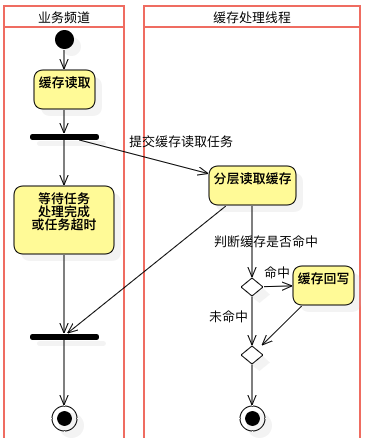 业务频道
缓存处理线程
缓存读取
提交缓存读取任务
分层读取缓存
等待任务
处理完成
或任务超时
判断缓存是否命中
命中
缓存回写
未命中